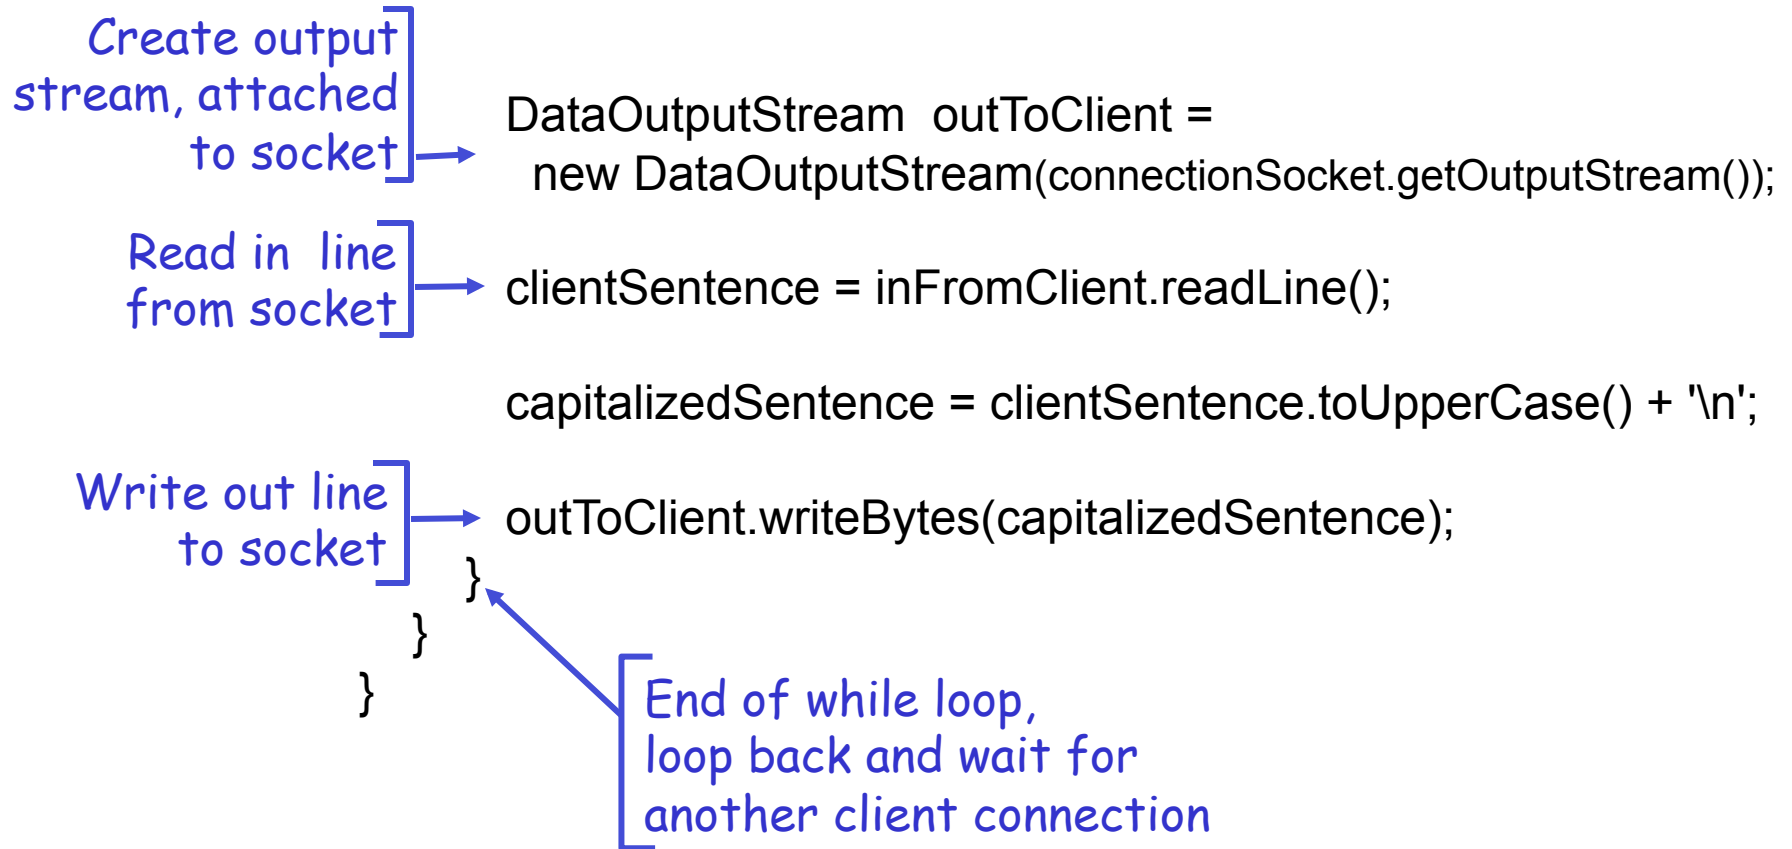 Create output
stream, attached
to socket
DataOutputStream  outToClient =
new DataOutputStream(connectionSocket.getOutputStream());
Read in  line
from socket
clientSentence = inFromClient.readLine();
capitalizedSentence = clientSentence.toUpperCase() + '\n';
Write out line
to socket
outToClient.writeBytes(capitalizedSentence);
}
}
}
End of while loop,
loop back and wait for
another client connection